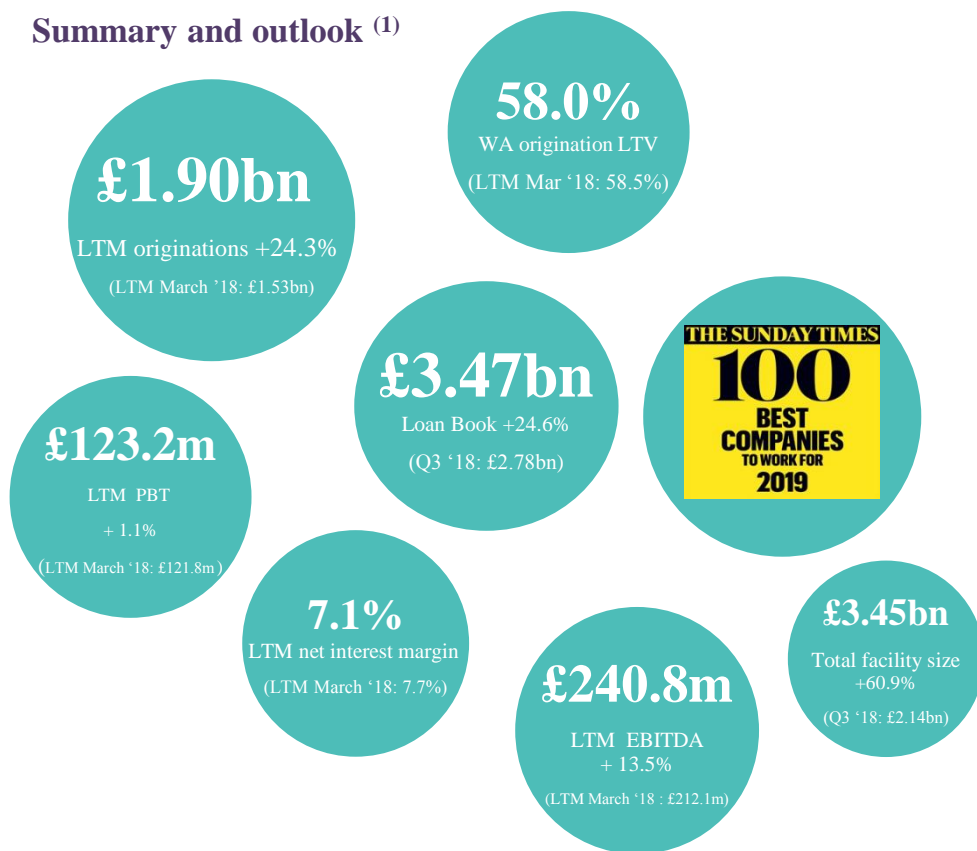 Summary and outlook (1)
58.0%
WA origination LTV
(LTM Mar ‘18: 58.5%)
£1.90bn
LTM originations +24.3%
(LTM March ’18: £1.53bn)
£3.47bn
Loan Book +24.6%
(Q3 ‘18: £2.78bn)
THE SUNDAY TIMES
100
BEST
COMPANIES
TO WORK FOR
2019
£123.2m
LTM PBT
+ 1.1%
(LTM March ‘18: £121.8m)
7.1%
LTM net interest margin
(LTM March ‘18: 7.7%)
£240.8m
LTM EBITDA
+ 13.5%
(LTM March ‘18 : £212.1m)
£3.45bn
Total facility size
+60.9%
(Q3 ‘18: £2.14bn)